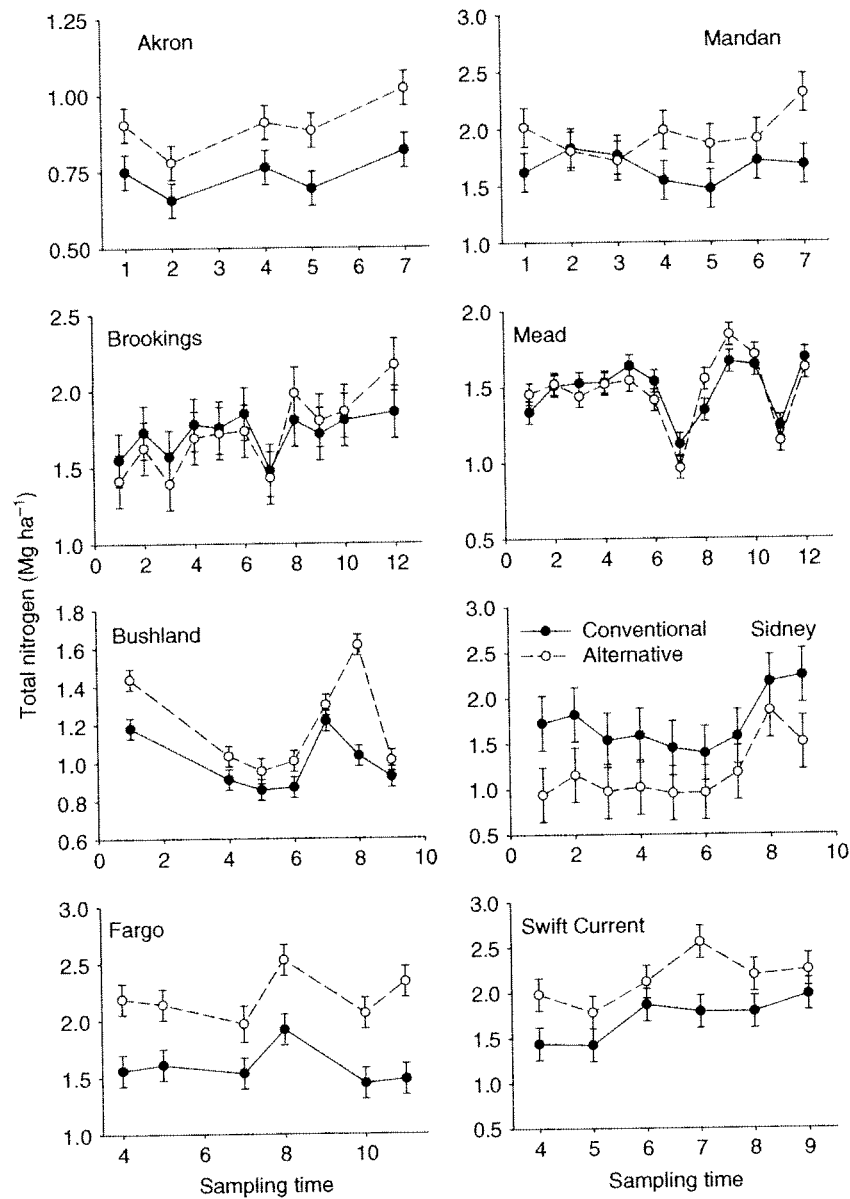 Akron
1.25
1.00
0.75
0.50
1 2 3 4 5 6 7
Mandan
3.0
2.5
2.0
1.5
1.0
1 2 3 4 5 6 7
Brookings
2.5
2.0
1.5
1.0
0 2 4 6 8 10 12
Mead
2.0
1.5
1.0
0.5
0 2 4 6 8 10 12
Total nitrogen (Mg ha⁻¹)
Bushland
1.8
1.6
1.4
1.2
1.0
0.8
0.6
0 2 4 6 8 10
3.0
Conventional
Alternative
Sidney
2.5
2.0
1.5
1.0
0.5
0 2 4 6 8 10
Fargo
3.0
2.5
2.0
1.5
1.0
4 6 8 10
Sampling time
Swift Current
3.0
2.5
2.0
1.5
1.0
0.5
4 5 6 7 8 9
Sampling time